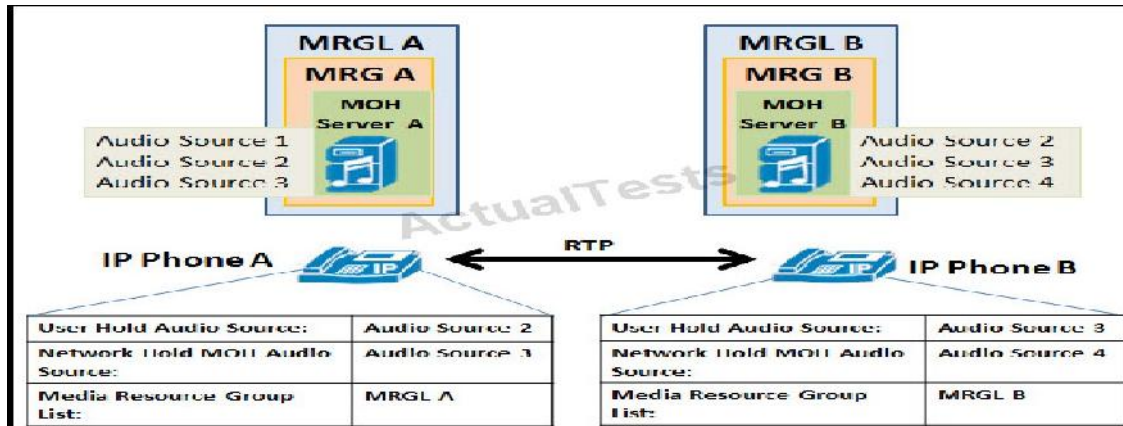 MRGL A
MRG A
MOH
Server A
Audio Source 1
Audio Source 2
Audio Source 3
MRGL B
MRG B
MOH
Server B
Audio Source 2
Audio Source 3
Audio Source 4
ActualTests
IP Phone A
IP
RTP
IP
IP Phone B
User Hold Audio Source: Audio Source 2
Network Hold MOH Audio Source: Audio Source 3
Media Resource Group List: MRGL A
User Hold Audio Source: Audio Source 3
Network Hold MOH Audio Source: Audio Source 4
Media Resource Group List: MRGL B